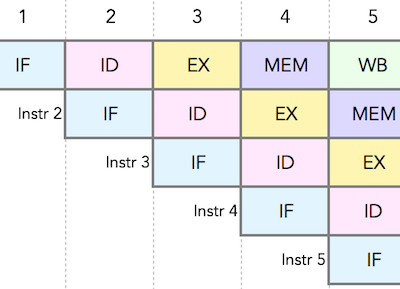 1 2 3 4 5
IF ID EX MEM WB
Instr 2 IF ID EX MEM
Instr 3 IF ID EX
Instr 4 IF ID
Instr 5 IF